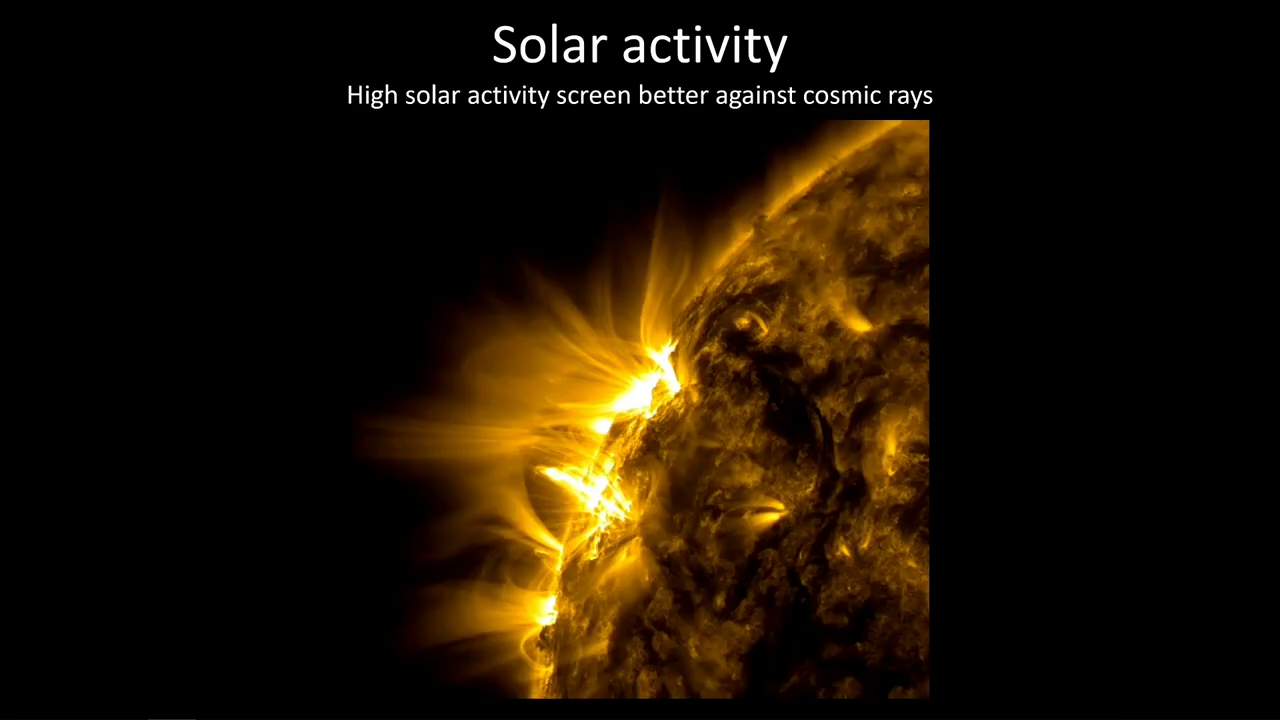 Solar activity
High solar activity screen better against cosmic rays